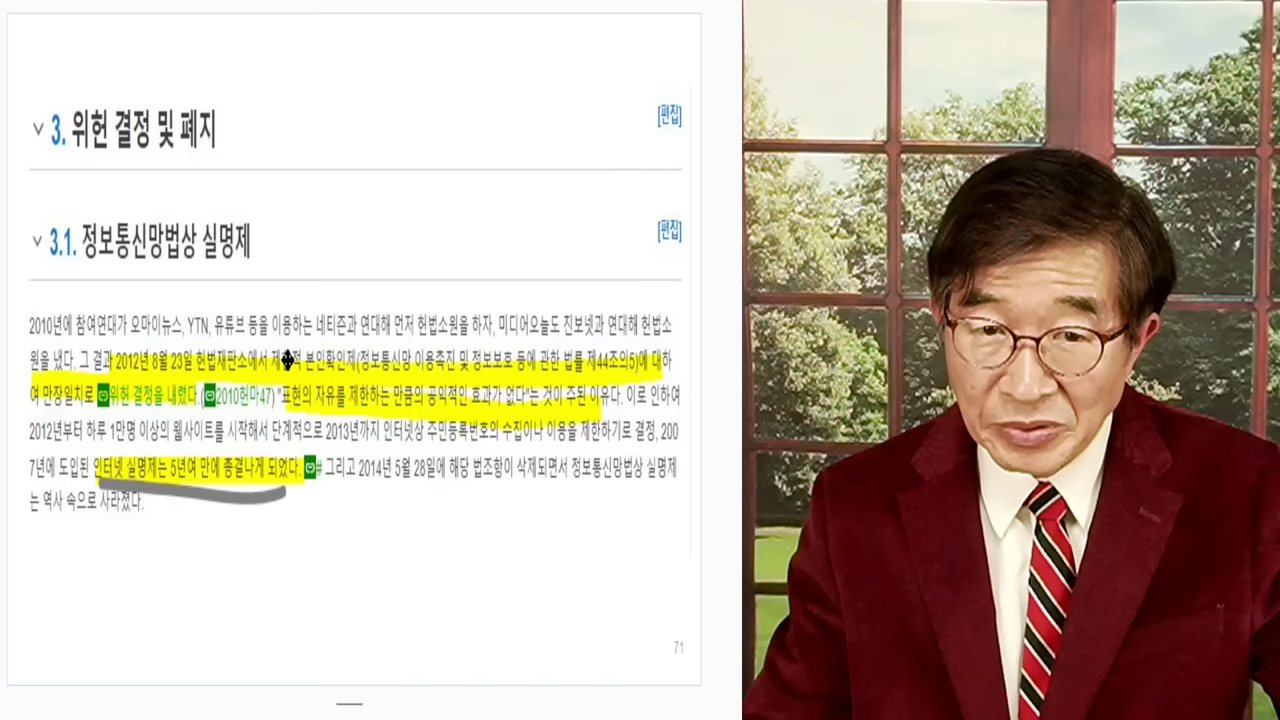 3. 위헌 결정 및 폐지
[편집]
3.1. 정보통신망법상 실명제
[편집]
2010년에 참여연대가 오마이뉴스, YTN, 유튜브 등을 이용하는 네티즌과 연대해 먼저 헌법소원을 하자, 미디어오늘도 진보넷과 연대해 헌법소
원을 냈다. 그 결과 2012년 8월 23일 헌법재판소에서 제 적 본인확인제(정보통신망 이용촉진 및 정보보호 등에 관한 법률 제44조의5)에 대하
여 만장일치로 위헌 결정을 내렸다.(2010헌마47) "표현의 자유를 제한하는 만큼의 공익적인 효과가 없다"는 것이 주된 이유다. 이로 인하여
2012년부터 하루 1만명 이상의 웹사이트를 시작해서 단계적으로 2013년까지 인터넷상 주민등록번호의 수집이나 이용을 제한하기로 결정, 200
7년에 도입된 인터넷 실명제는 5년여 만에 종결나게 되었다. # 그리고 2014년 5월 28일에 해당 법조항이 삭제되면서 정보통신망법상 실명제
는 역사 속으로 사라졌다.
71